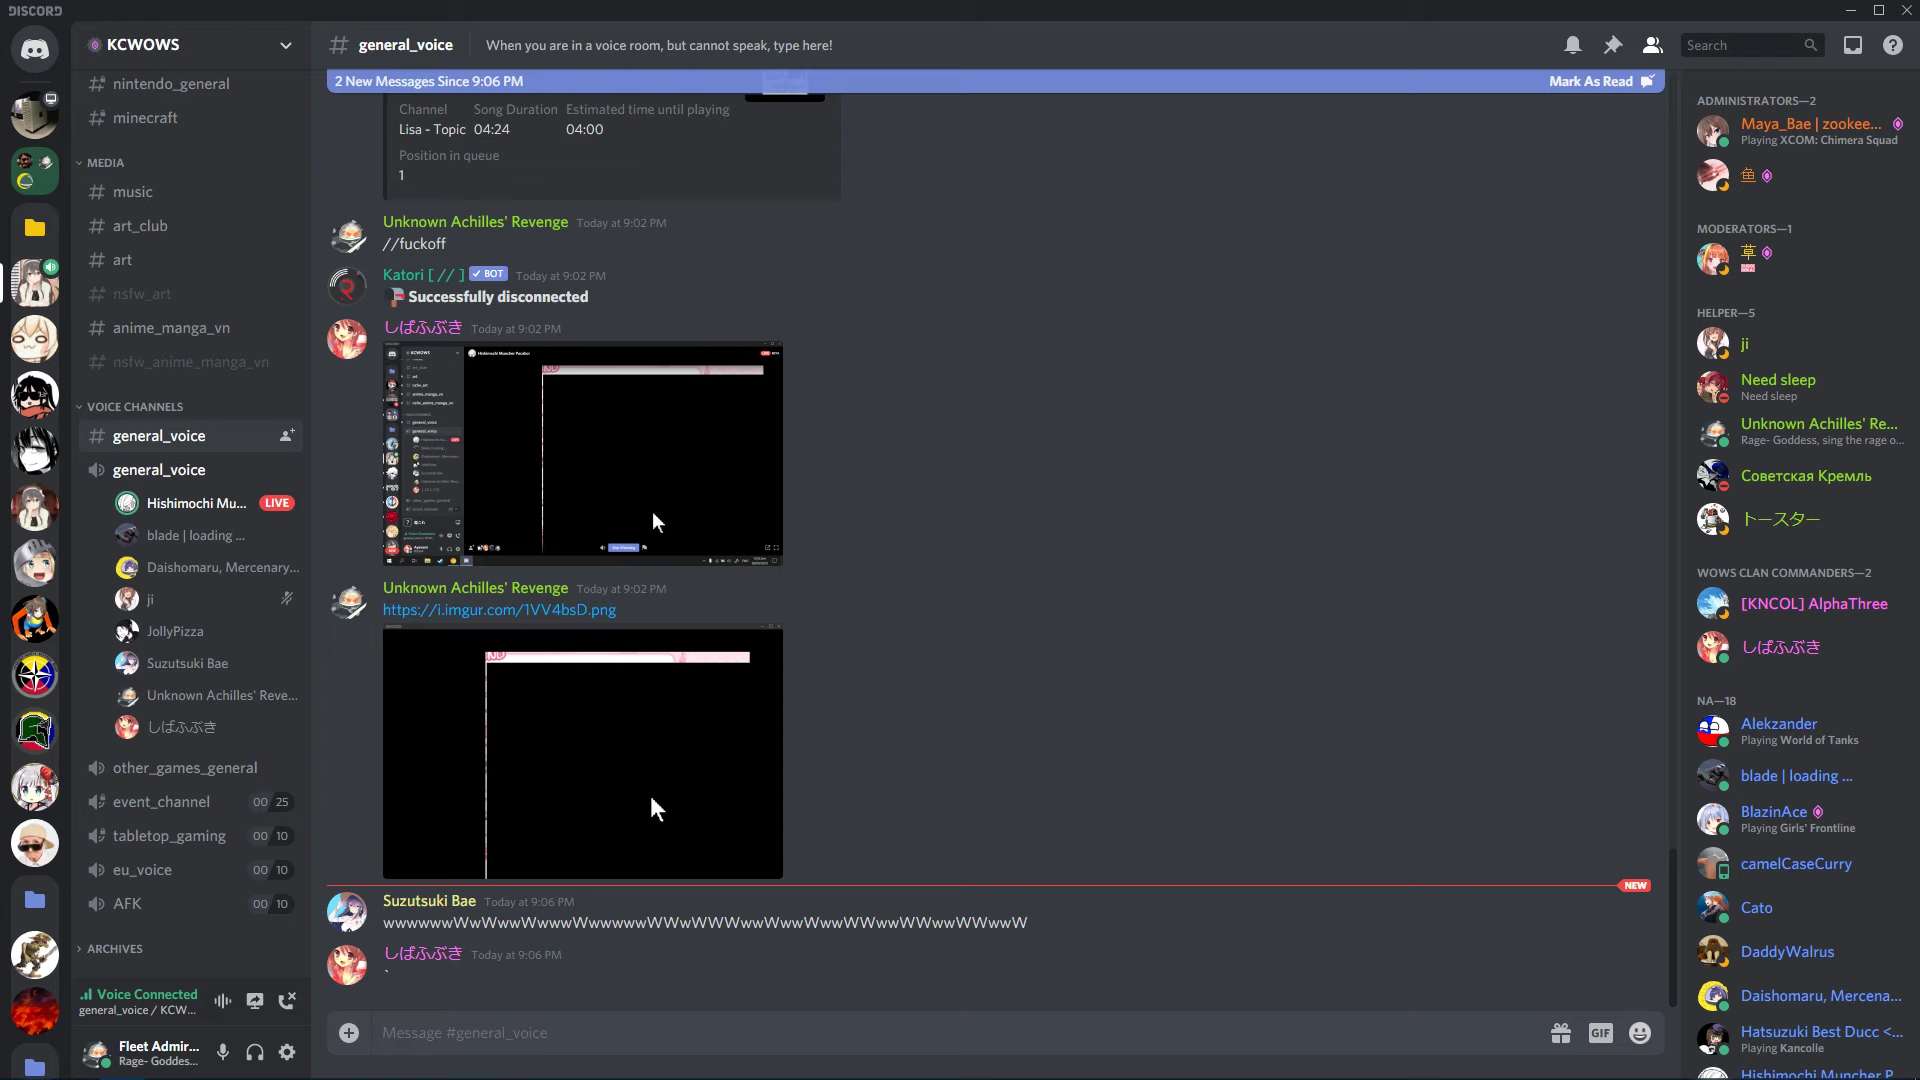 DISCORD
KCWOWS
nintendo_general
minecraft
MEDIA
music
art_club
art
nsfw_art
anime_manga_vn
nsfw_anime_manga_vn
VOICE CHANNELS
general_voice
general_voice
Hishimochi Mu... LIVE
blade | loading ...
Daishomaru, Mercenary...
ji
JollyPizza
Suzutsuki Bae
Unknown Achilles' Reve...
しばふぶき
other_games_general
event_channel 00 25
tabletop_gaming 00 10
eu_voice 00 10
AFK 00 10
ARCHIVES
Voice Connected
general_voice / KCW...
Fleet Admir...
Rage- Goddes...
# general_voice When you are in a voice room, but cannot speak, type here!
Search
2 New Messages Since 9:06 PM Mark As Read
Channel Song Duration Estimated time until playing
Lisa - Topic 04:24 04:00
Position in queue
1
Unknown Achilles' Revenge Today at 9:02 PM
//fuckoff
Katori [ // ] BOT Today at 9:02 PM
Successfully disconnected
しばふぶき Today at 9:02 PM
KCWOWS Hishimochi Muncher Pacabot
Unknown Achilles' Revenge Today at 9:02 PM
https://i.imgur.com/1VV4bsD.png
ND
NEW
Suzutsuki Bae Today at 9:06 PM
wwwwwwWwWwwWwwwWwwwwwWWwWWWwwWwwWwwWWwwWWwwWWwwW
しばふぶき Today at 9:06 PM
`
Message #general_voice
GIF
ADMINISTRATORS—2
Maya_Bae | zookee...
Playing XCOM: Chimera Squad
鱼
MODERATORS—1
草
HELPER—5
ji
Need sleep
Need sleep
Unknown Achilles' Re...
Rage- Goddess, sing the rage o...
Советская Кремль
トースター
WOWS CLAN COMMANDERS—2
[KNCOL] AlphaThree
しばふぶき
NA—18
Alekzander
Playing World of Tanks
blade | loading ...
BlazinAce
Playing Girls' Frontline
camelCaseCurry
Cato
DaddyWalrus
Daishomaru, Mercena...
Hatsuzuki Best Ducc <...
Playing Kancolle
Hishimochi Muncher P...